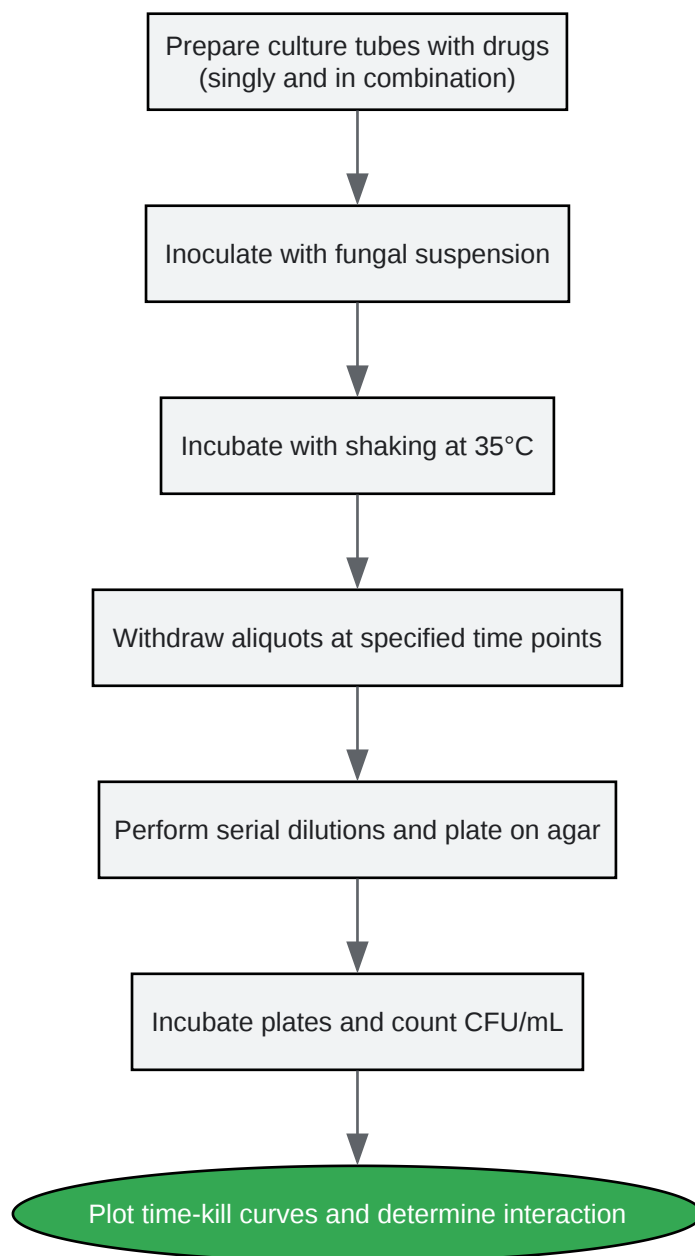 Prepare culture tubes with drugs
(singly and in combination)
Inoculate with fungal suspension
Incubate with shaking at 35°C
Withdraw aliquots at specified time points
Perform serial dilutions and plate on agar
Incubate plates and count CFU/mL
Plot time-kill curves and determine interaction